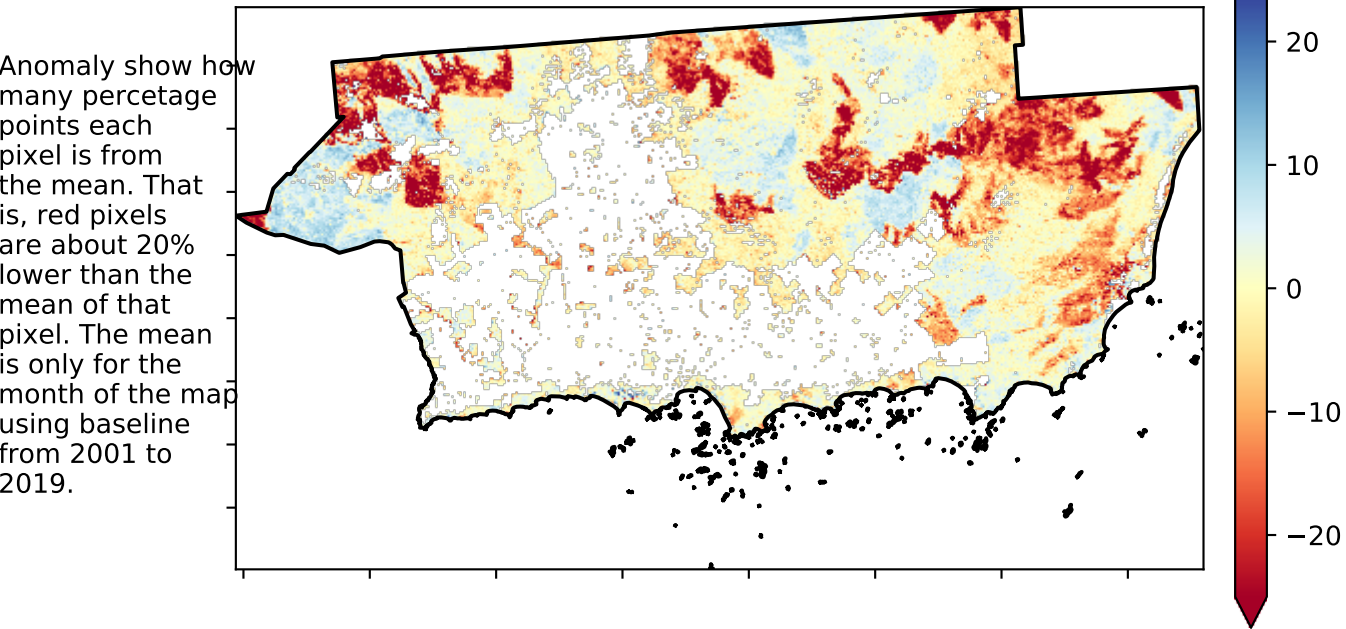 Anomaly show how
many percetage
points each
pixel is from
the mean. That
is, red pixels
are about 20%
lower than the
mean of that
pixel. The mean
is only for the
month of the map
using baseline
from 2001 to
2019.
20
10
0
−10
−20